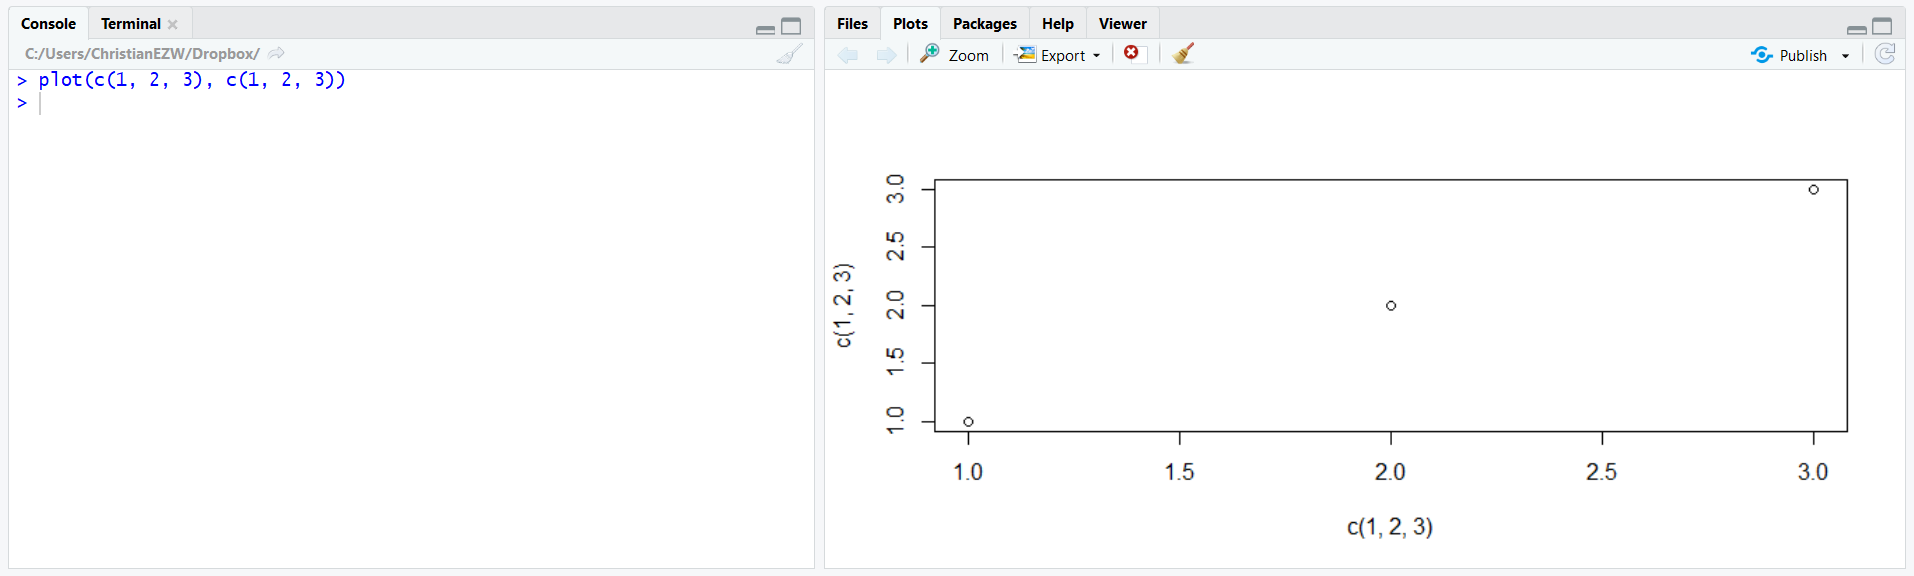 Console Terminal
C:/Users/ChristianEZW/Dropbox/
> plot(c(1, 2, 3), c(1, 2, 3))
>
Files Plots Packages Help Viewer
Zoom Export Publish
3.0
2.5
2.0
1.5
1.0
c(1, 2, 3)
1.0 1.5 2.0 2.5 3.0
c(1, 2, 3)